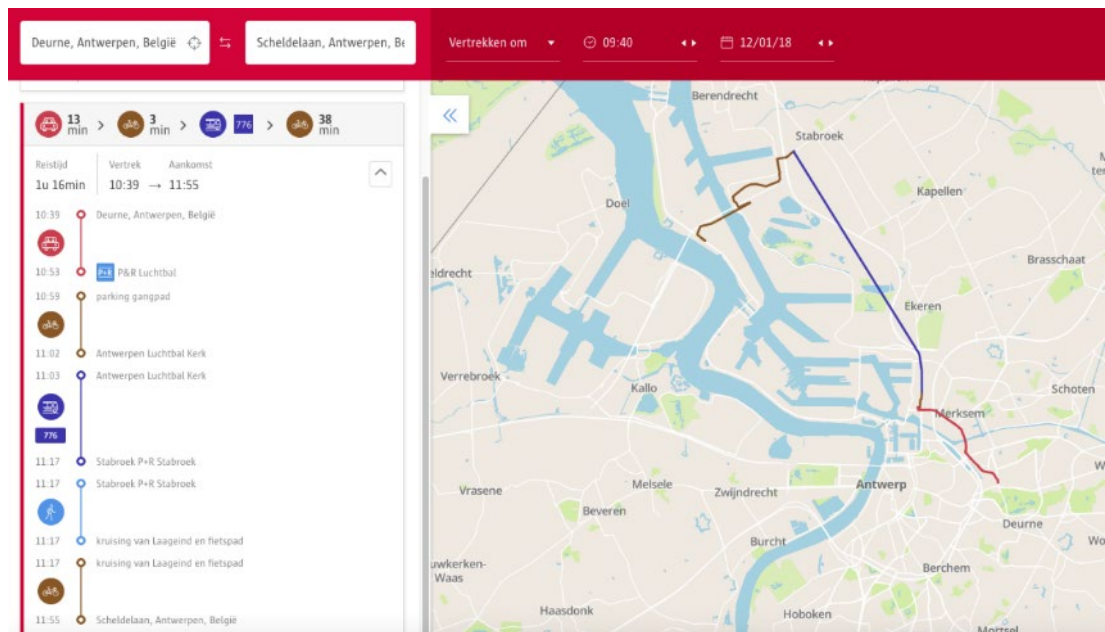 Deurne, Antwerpen, België
Scheldelaan, Antwerpen, Be
Vertrekken om
09:40
12/01/18
13 min > 3 min > 776 > 38 min
Reistijd Vertrek Aankomst
1u 16min 10:39 → 11:55
10:39 Deurne, Antwerpen, België
10:53 P+R P&R Luchtbal
10:59 parking gangpad
11:02 Antwerpen Luchtbal Kerk
11:03 Antwerpen Luchtbal Kerk
776
11:17 Stabroek P+R Stabroek
11:17 Stabroek P+R Stabroek
11:17 kruising van Laageind en fietspad
11:17 kruising van Laageind en fietspad
11:55 Scheldelaan, Antwerpen, België
Berendrecht
Stabroek
Kapellen
Doel
Brasschaat
eldrecht
Ekeren
Verrebroek
Kallo
Schoten
Merksem
Vrasene
Melsele
Zwijndrecht
Antwerp
Beveren
Deurne
Burcht
Wo
uwkerken-
Waas
Berchem
Haasdonk
Hoboken
Mortsel